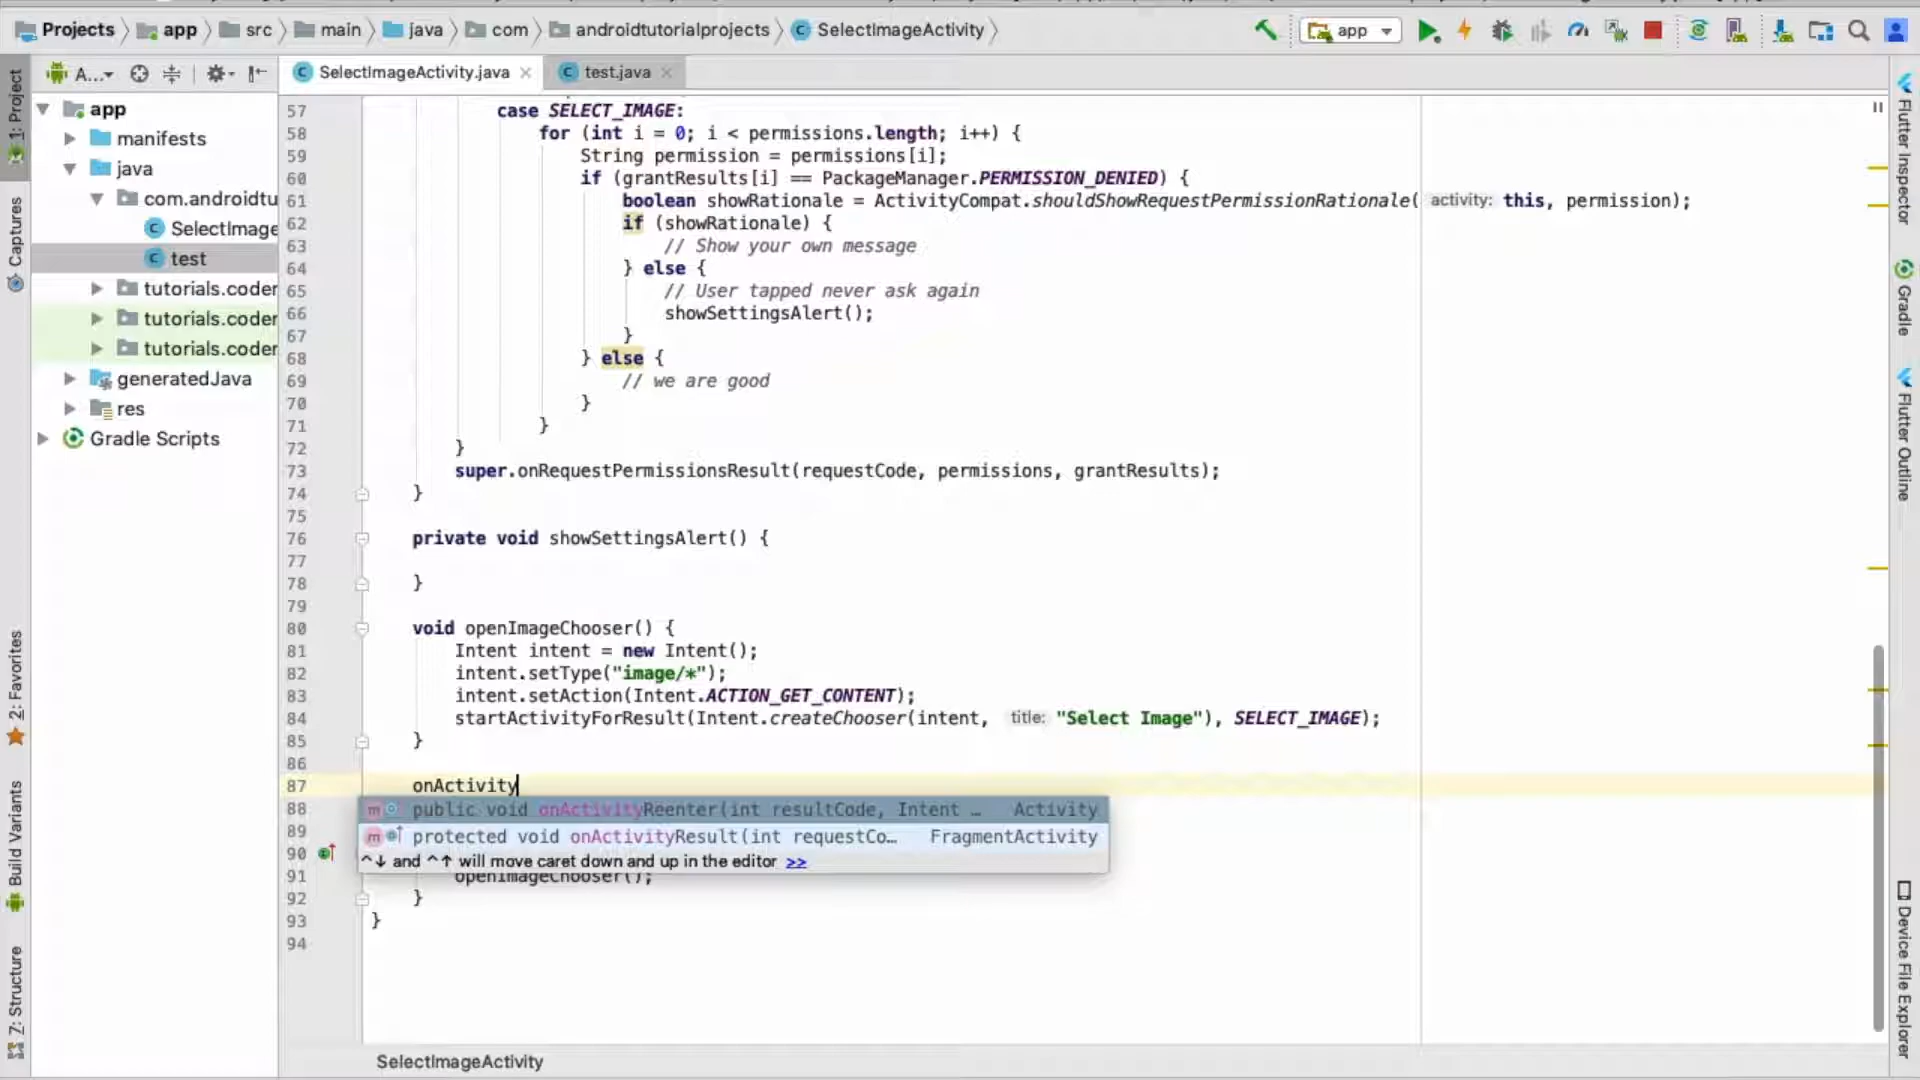 Projects app src main java com androidtutorialprojects SelectImageActivity app
A... SelectImageActivity.java test.java
1: Project
Captures
2: Favorites
Build Variants
7: Structure
app
manifests
java
com.androidtu
SelectImage
test
tutorials.coder
tutorials.coder
tutorials.coder
generatedJava
res
Gradle Scripts
57 case SELECT_IMAGE:
58 for (int i = 0; i < permissions.length; i++) {
59 String permission = permissions[i];
60 if (grantResults[i] == PackageManager.PERMISSION_DENIED) {
61 boolean showRationale = ActivityCompat.shouldShowRequestPermissionRationale( activity: this, permission);
62 if (showRationale) {
63 // Show your own message
64 } else {
65 // User tapped never ask again
66 showSettingsAlert();
67 }
68 } else {
69 // we are good
70 }
71 }
72 }
73 super.onRequestPermissionsResult(requestCode, permissions, grantResults);
74 }
75
76 private void showSettingsAlert() {
77
78 }
79
80 void openImageChooser() {
81 Intent intent = new Intent();
82 intent.setType("image/*");
83 intent.setAction(Intent.ACTION_GET_CONTENT);
84 startActivityForResult(Intent.createChooser(intent, title: "Select Image"), SELECT_IMAGE);
85 }
86
87 onActivity
88 public void onActivityReenter(int resultCode, Intent … Activity
89 protected void onActivityResult(int requestCo… FragmentActivity
90 ^↓ and ^↑ will move caret down and up in the editor >>
91 openImageChooser();
92 }
93 }
94
SelectImageActivity
Flutter Inspector
Gradle
Flutter Outline
Device File Explorer